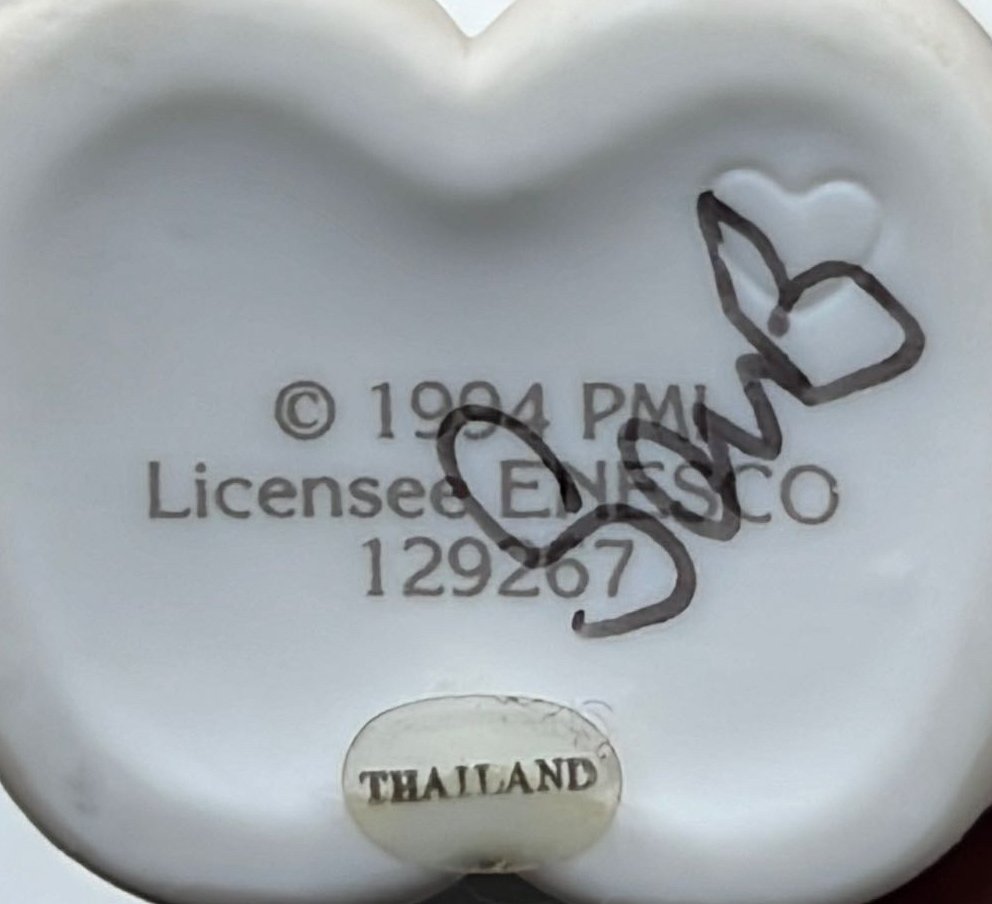 © 1994 PMI
Licensee ENESCO
129267
THAILAND